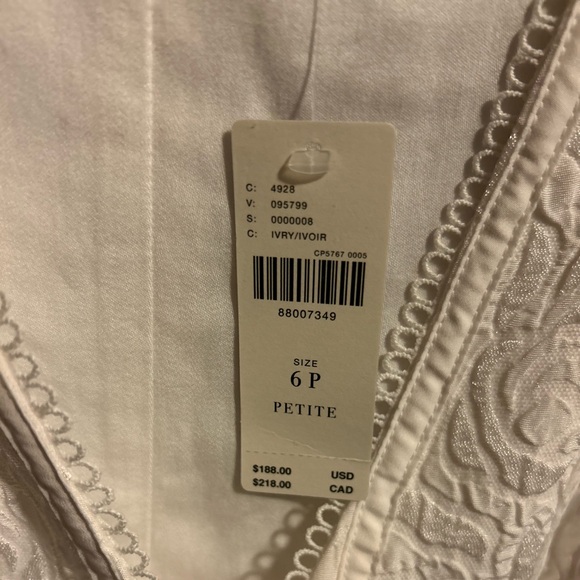 C: 4928
V: 095799
S: 0000008
C: IVRY/IVOIR
CP5767 0005
88007349
SIZE
6 P
PETITE
$188.00 USD
$218.00 CAD